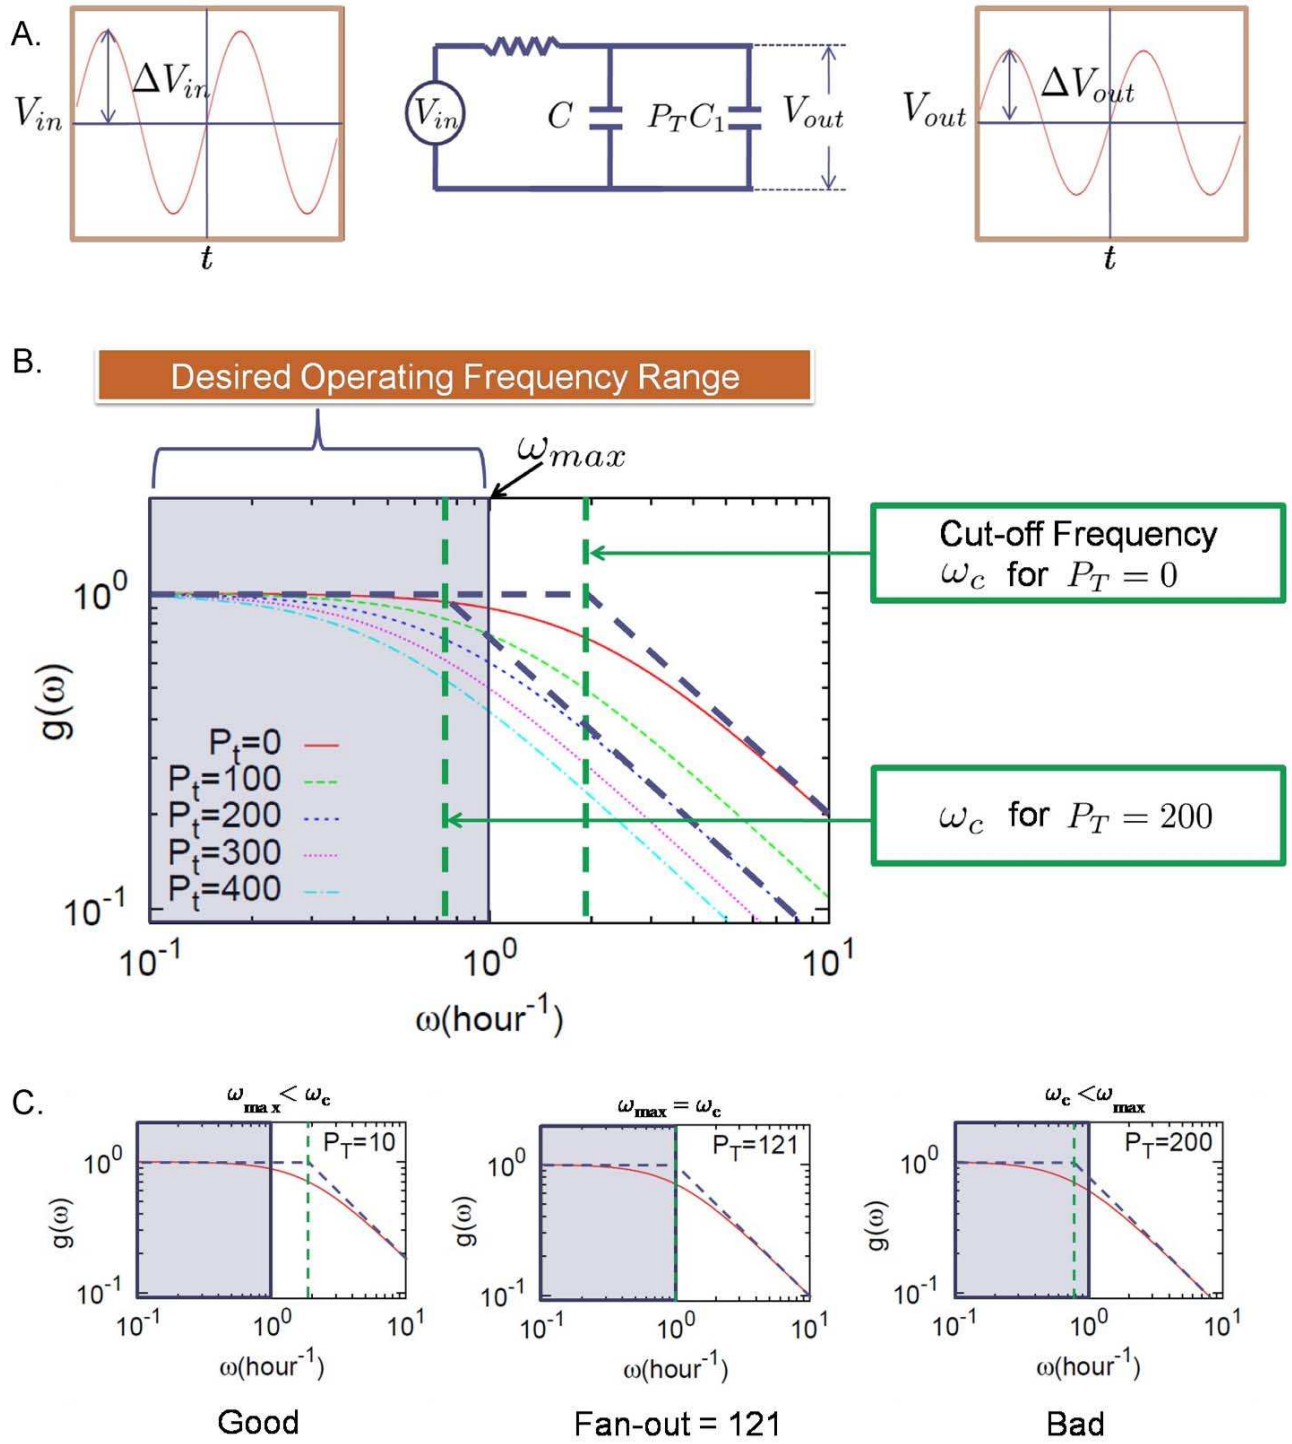 A.
V_in
ΔV_in
t
V_in
C
P_T C_1
V_out
V_out
ΔV_out
t
B.
Desired Operating Frequency Range
ω_max
Cut-off Frequency
ω_c for P_T = 0
ω_c for P_T = 200
g(ω)
10^0
10^-1
P_t=0
P_t=100
P_t=200
P_t=300
P_t=400
10^-1 10^0 10^1
ω(hour^-1)
C.
ω_max < ω_c
P_T=10
g(ω)
10^0
10^-1
10^-1 10^0 10^1
ω(hour^-1)
Good
ω_max = ω_c
P_T=121
g(ω)
10^0
10^-1
10^-1 10^0 10^1
ω(hour^-1)
Fan-out = 121
ω_c < ω_max
P_T=200
g(ω)
10^0
10^-1
10^-1 10^0 10^1
ω(hour^-1)
Bad